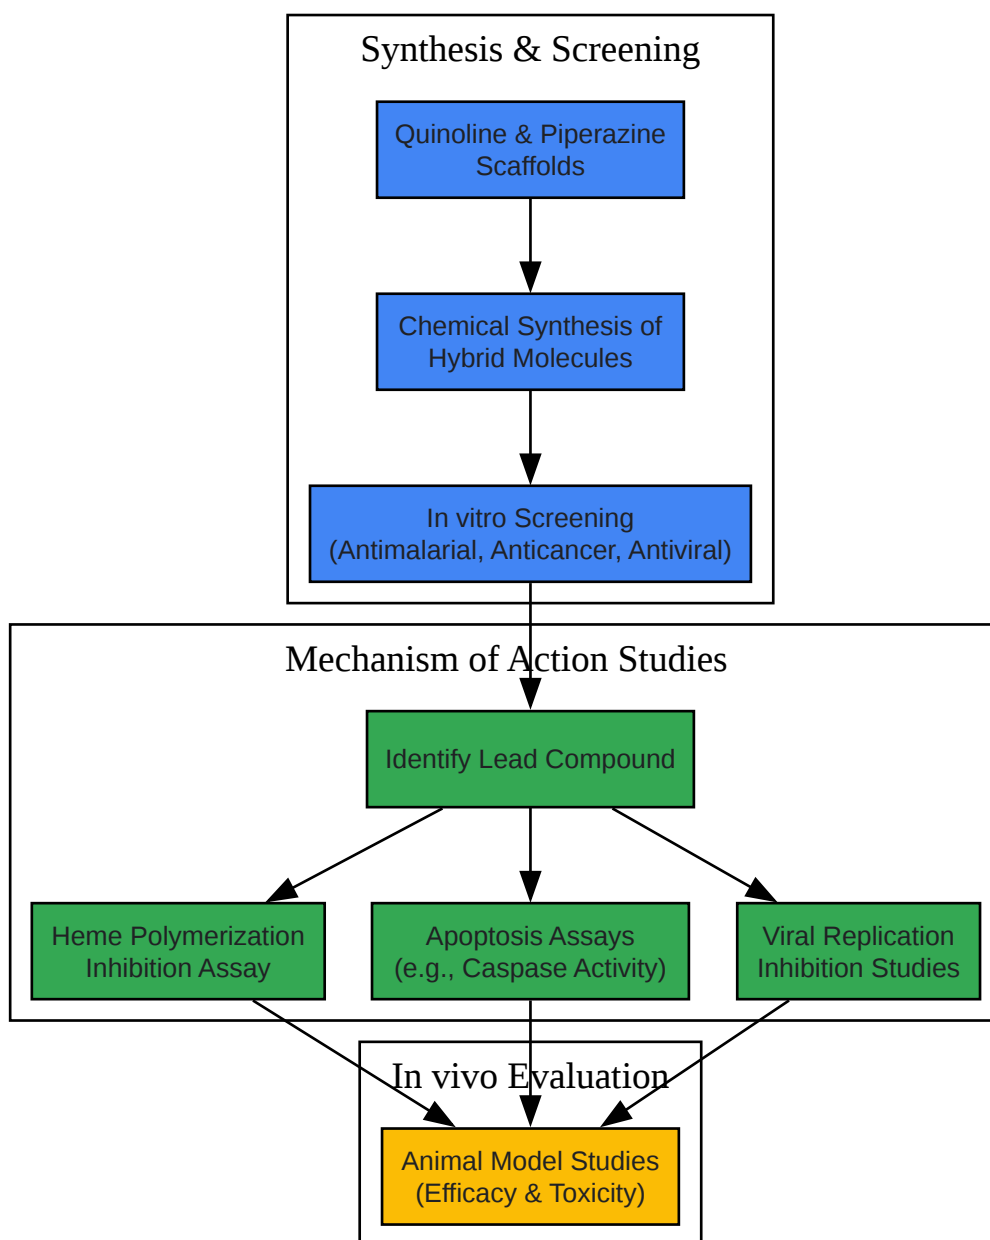 Synthesis & Screening
Quinoline & Piperazine
Scaffolds
Chemical Synthesis of
Hybrid Molecules
In vitro Screening
(Antimalarial, Anticancer, Antiviral)
Mechanism of Action Studies
Identify Lead Compound
Heme Polymerization
Inhibition Assay
Apoptosis Assays
(e.g., Caspase Activity)
Viral Replication
Inhibition Studies
In vivo Evaluation
Animal Model Studies
(Efficacy & Toxicity)